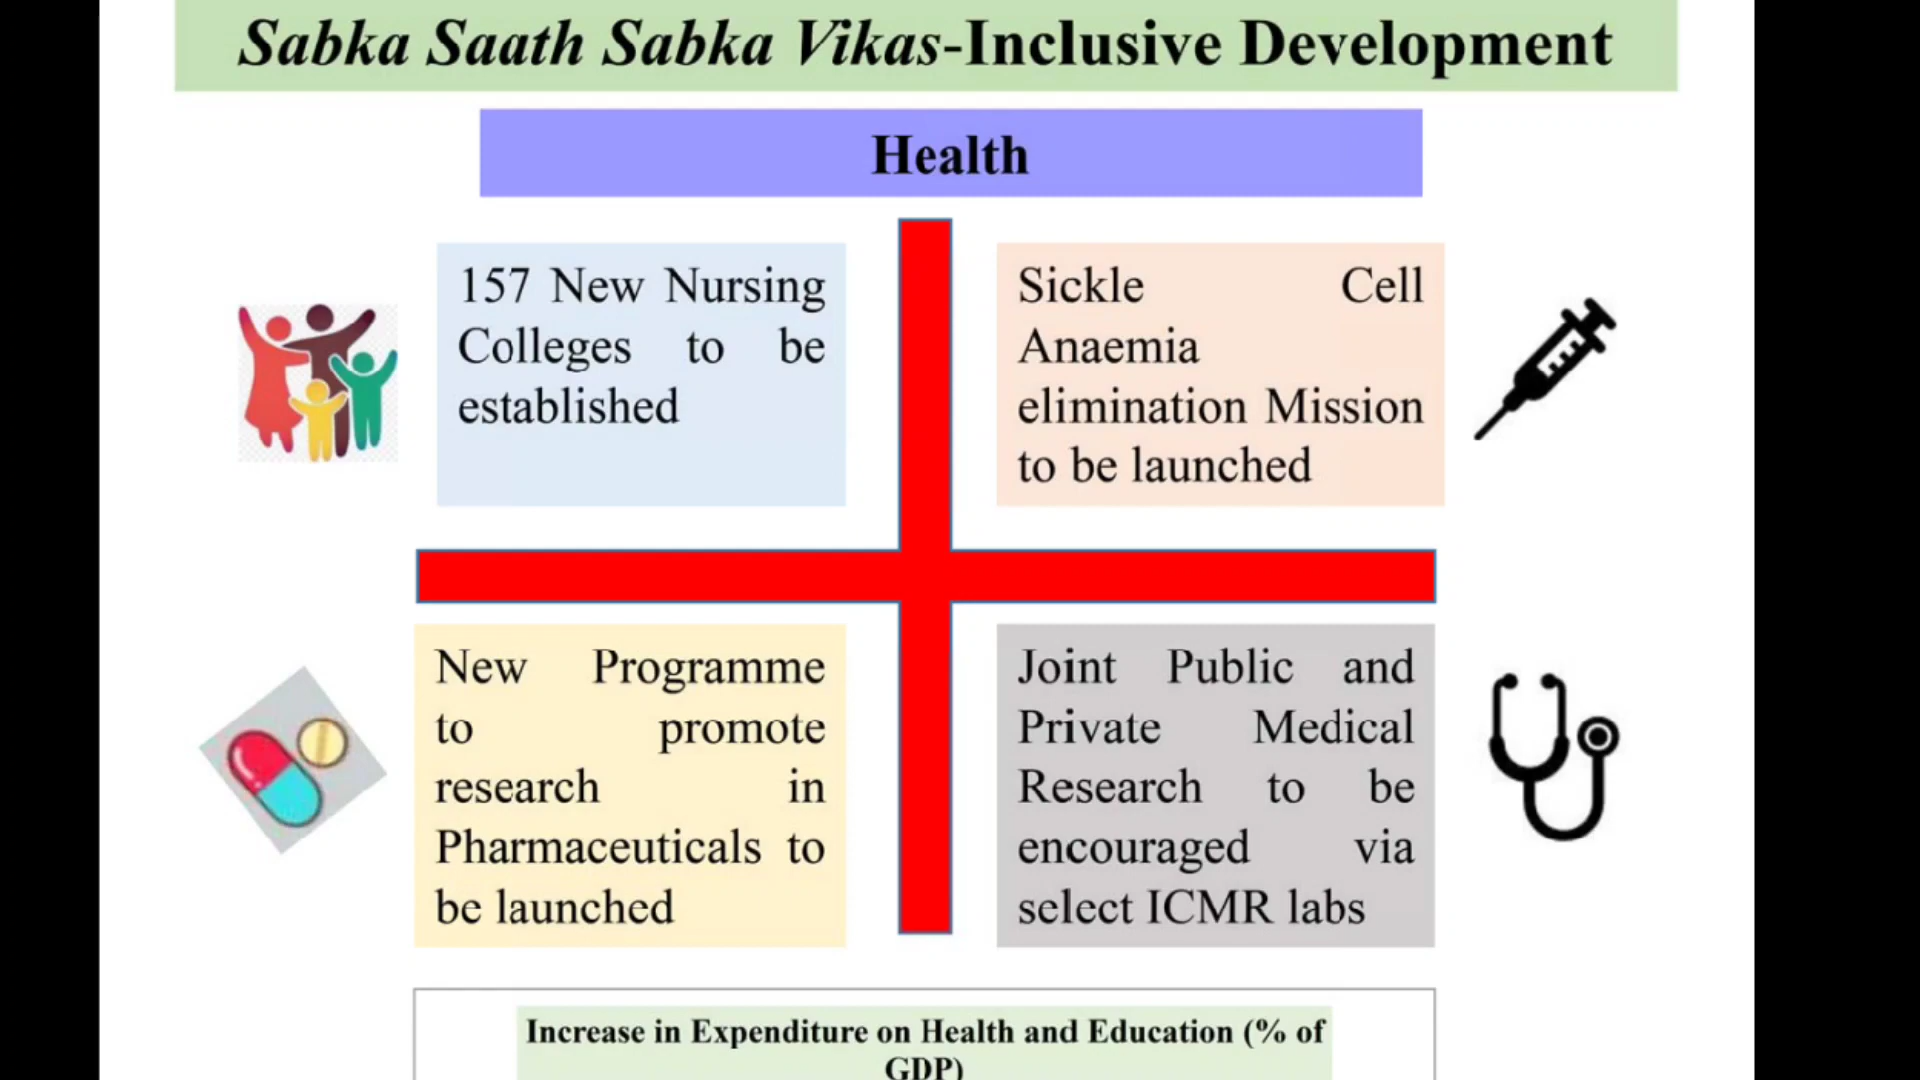 Sabka Saath Sabka Vikas-Inclusive Development
Health
157 New Nursing
Colleges to be
established
Sickle Cell
Anaemia
elimination Mission
to be launched
New Programme
to promote
research in
Pharmaceuticals to
be launched
Joint Public and
Private Medical
Research to be
encouraged via
select ICMR labs
Increase in Expenditure on Health and Education (% of
GDP)